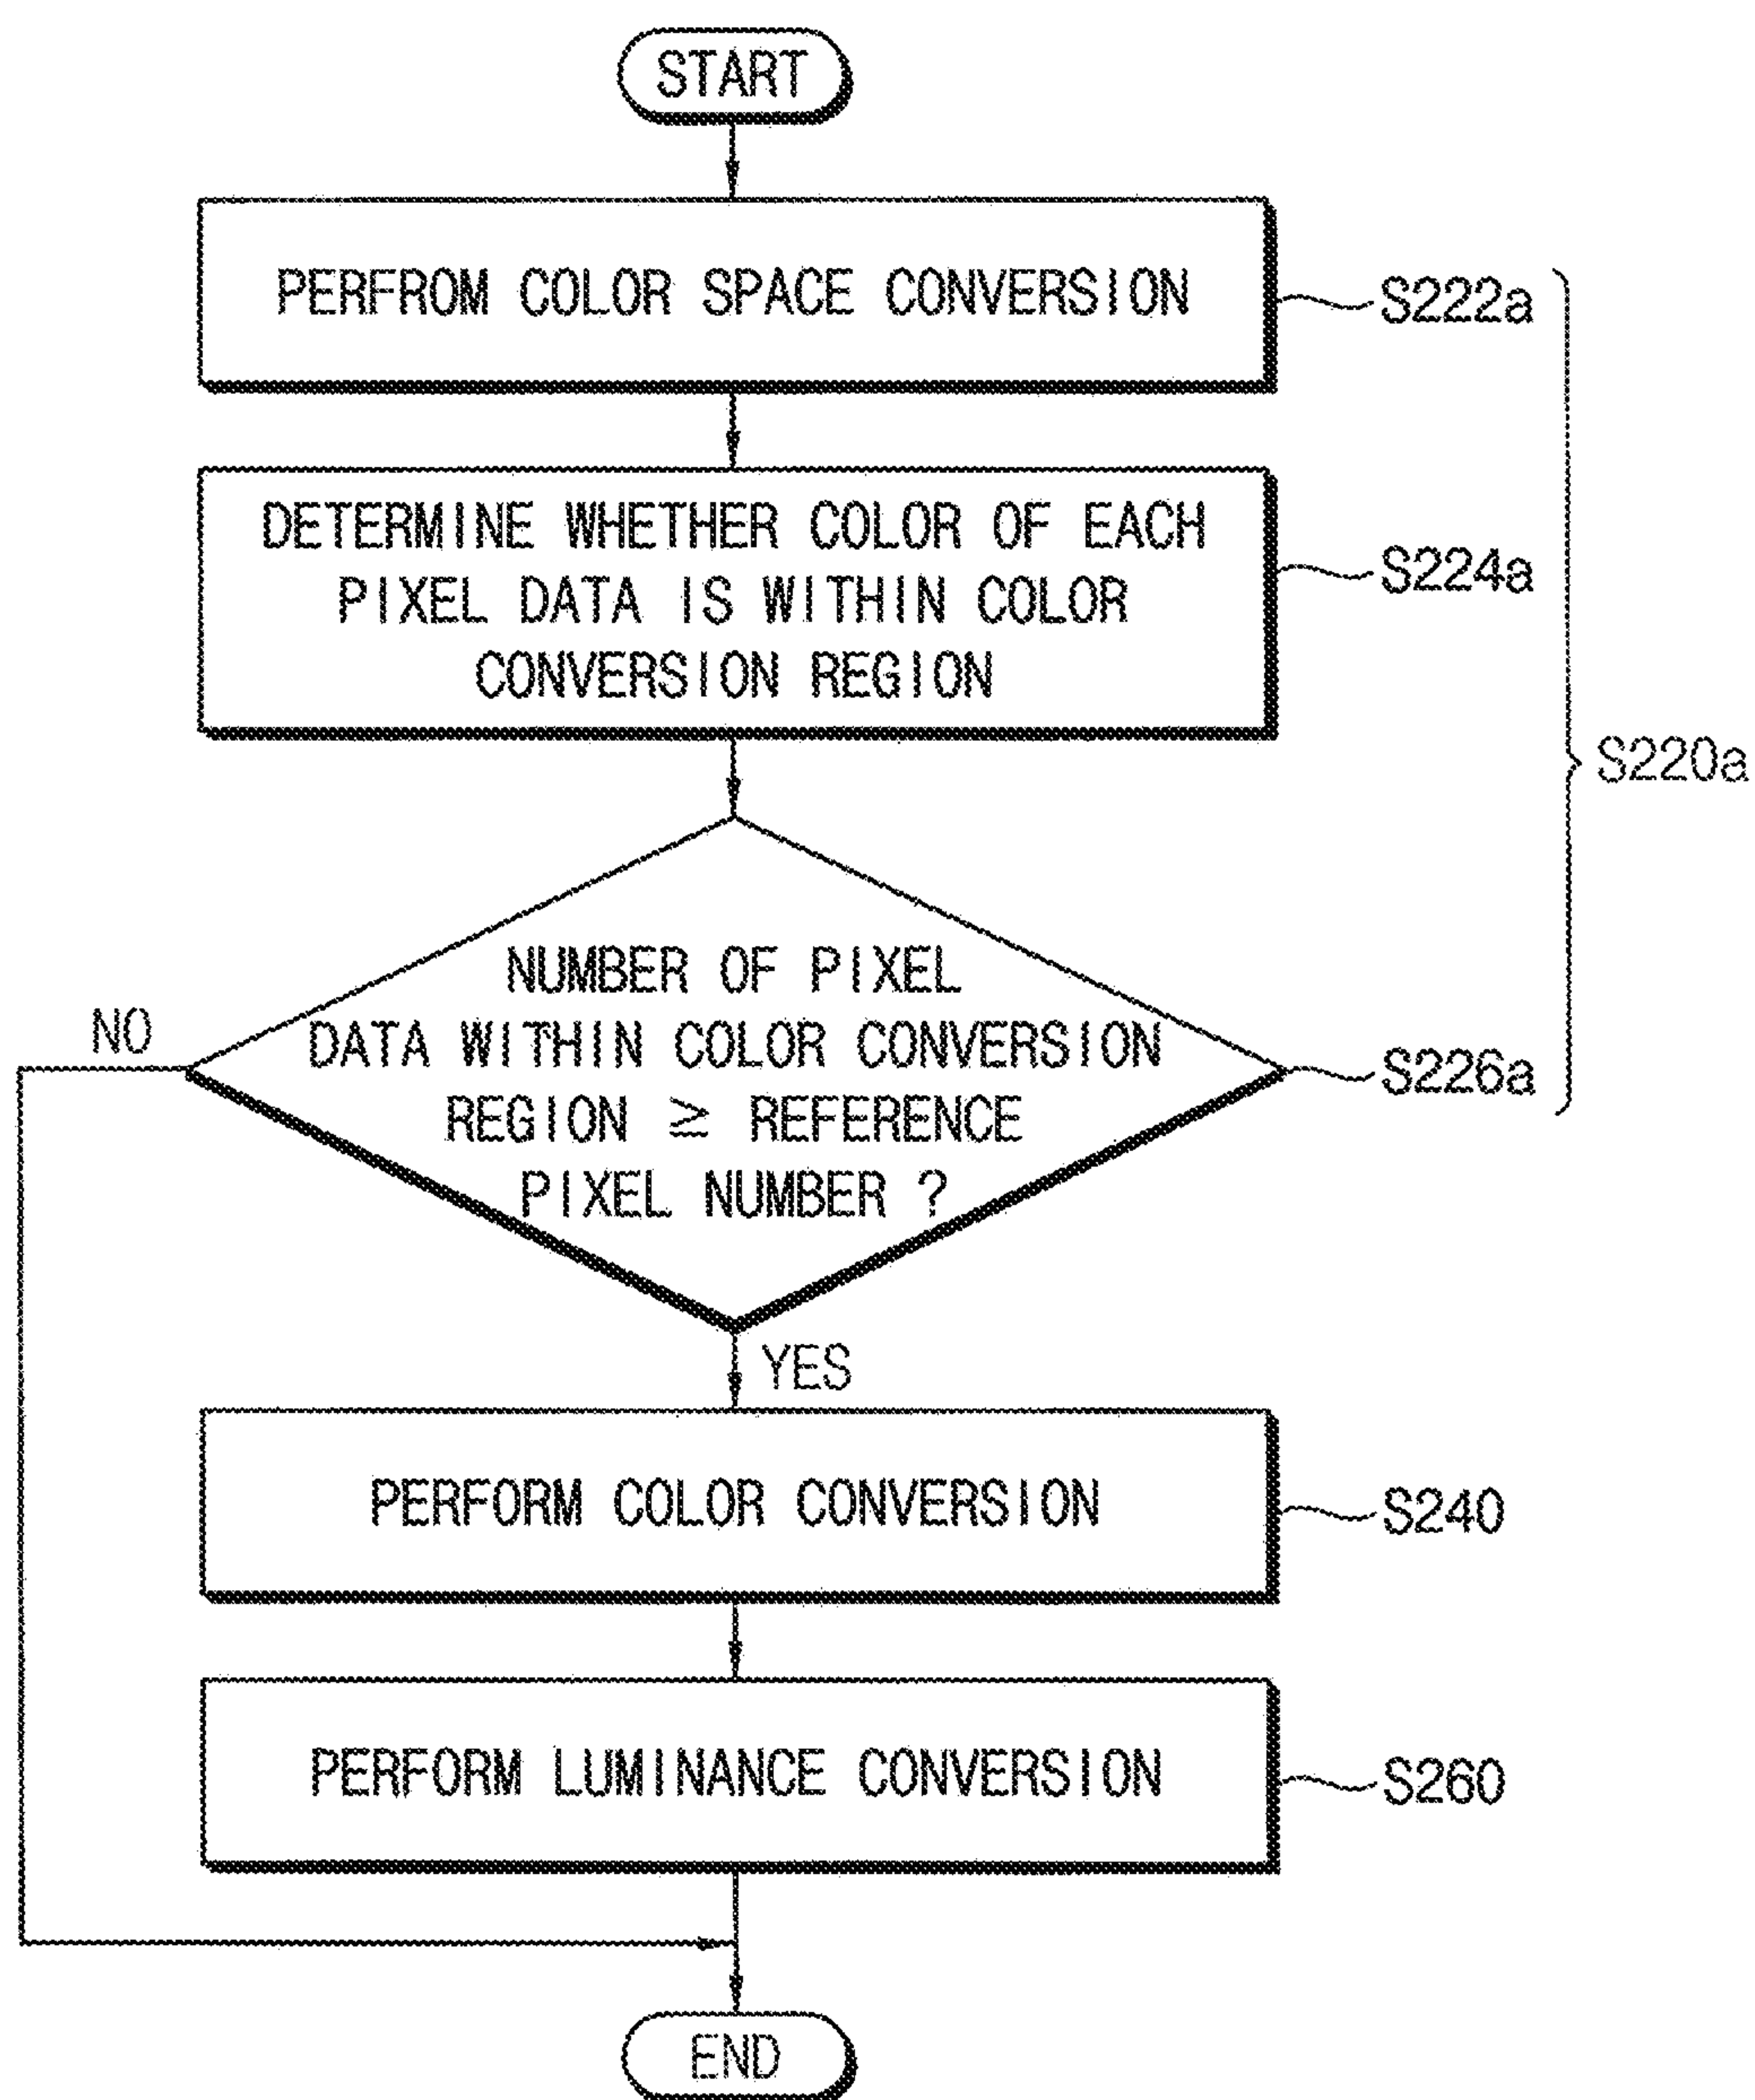 START
PERFROM COLOR SPACE CONVERSION
S222a
DETERMINE WHETHER COLOR OF EACH
PIXEL DATA IS WITHIN COLOR
CONVERSION REGION
S224a
S220a
NUMBER OF PIXEL
DATA WITHIN COLOR CONVERSION
REGION ≧ REFERENCE
PIXEL NUMBER ?
S226a
NO
YES
PERFORM COLOR CONVERSION
S240
PERFORM LUMINANCE CONVERSION
S260
END